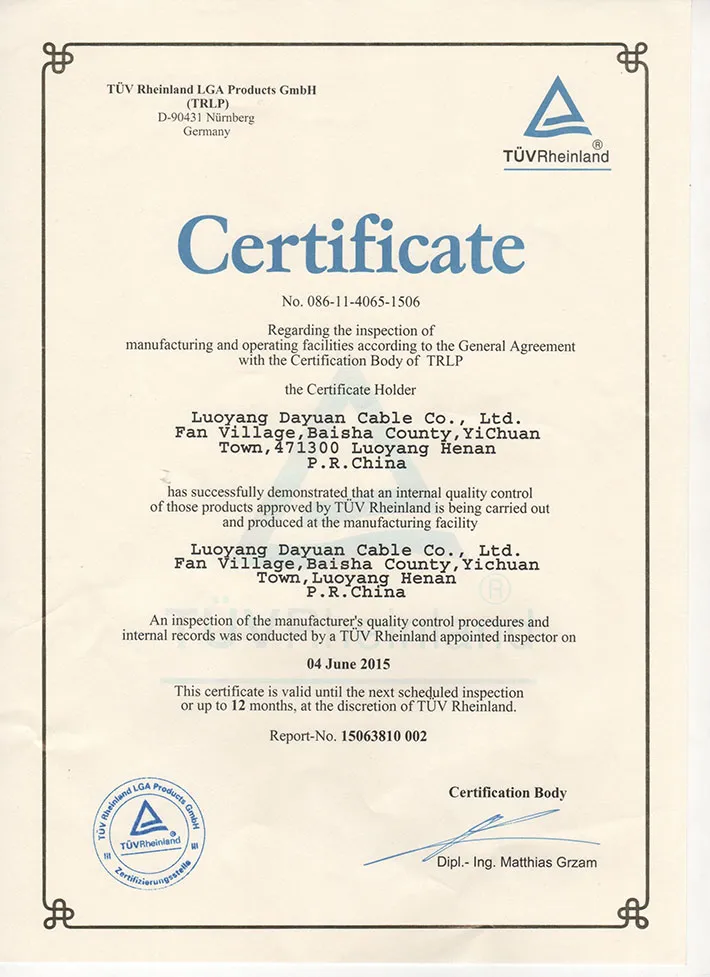 TÜV Rheinland LGA Products GmbH
(TRLP)
D-90431 Nürnberg
Germany
TÜVRheinland®
Certificate
No. 086-11-4065-1506
Regarding the inspection of
manufacturing and operating facilities according to the General Agreement
with the Certification Body of TRLP
the Certificate Holder
Luoyang Dayuan Cable Co., Ltd.
Fan Village,Baisha County,YiChuan
Town,471300 Luoyang Henan
P.R.China
has successfully demonstrated that an internal quality control
of those products approved by TÜV Rheinland is being carried out
and produced at the manufacturing facility
Luoyang Dayuan Cable Co., Ltd.
Fan Village,Baisha County,Yichuan
Town,Luoyang Henan
P.R.China
TÜVRheinland®
An inspection of the manufacturer's quality control procedures and
internal records was conducted by a TÜV Rheinland appointed inspector on
04 June 2015
This certificate is valid until the next scheduled inspection
or up to 12 months, at the discretion of TÜV Rheinland.
Report-No. 15063810 002
TÜV Rheinland LGA Products GmbH
TÜVRheinland®
Zertifizierungsstelle
Certification Body
Dipl.- Ing. Matthias Grzam